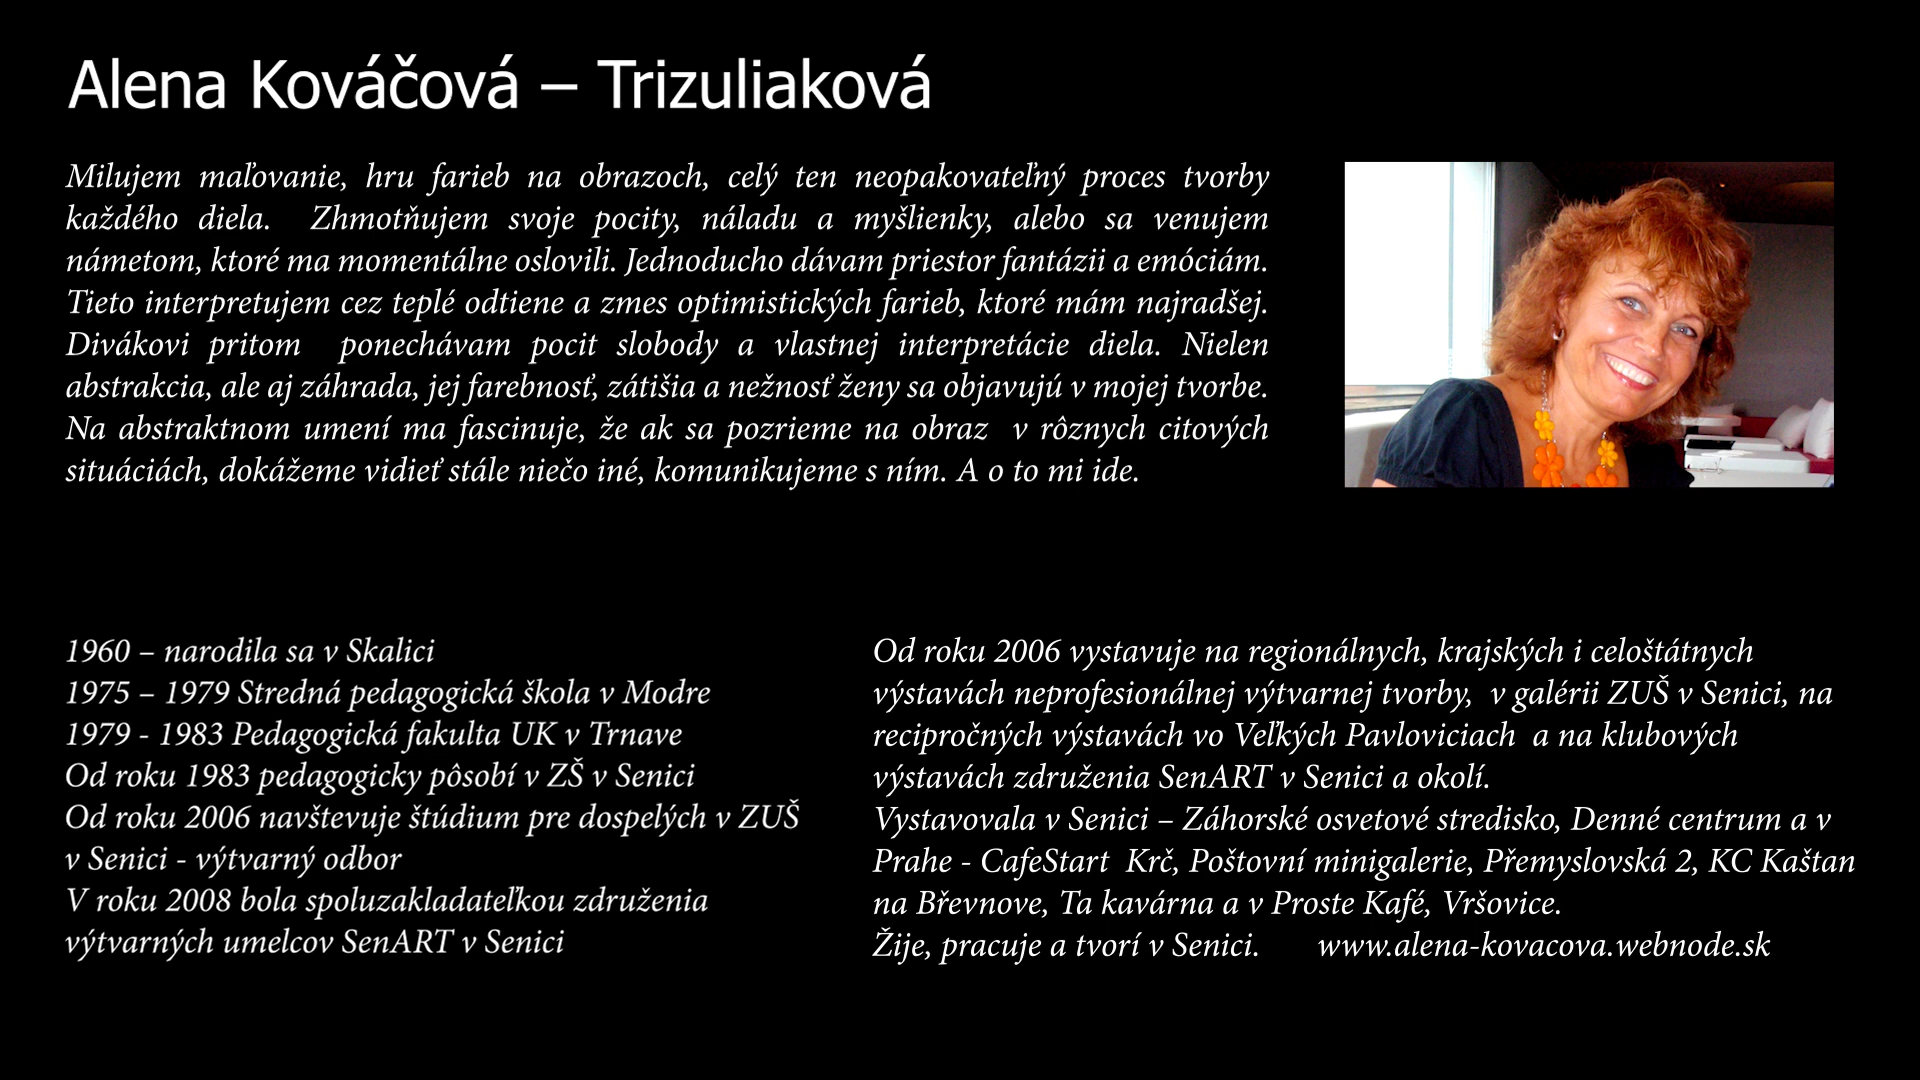 Alena Kováčová – Trizuliaková
Milujem maľovanie, hru farieb na obrazoch, celý ten neopakovateľný proces tvorby
každého diela. Zhmotňujem svoje pocity, náladu a myšlienky, alebo sa venujem
námetom, ktoré ma momentálne oslovili. Jednoducho dávam priestor fantázii a emóciám.
Tieto interpretujem cez teplé odtiene a zmes optimistických farieb, ktoré mám najradšej.
Divákovi pritom ponechávam pocit slobody a vlastnej interpretácie diela. Nielen
abstrakcia, ale aj záhrada, jej farebnosť, zátišia a nežnosť ženy sa objavujú v mojej tvorbe.
Na abstraktnom umení ma fascinuje, že ak sa pozrieme na obraz v rôznych citových
situáciách, dokážeme vidieť stále niečo iné, komunikujeme s ním. A o to mi ide.
1960 – narodila sa v Skalici
1975 – 1979 Stredná pedagogická škola v Modre
1979 - 1983 Pedagogická fakulta UK v Trnave
Od roku 1983 pedagogicky pôsobí v ZŠ v Senici
Od roku 2006 navštevuje štúdium pre dospelých v ZUŠ
v Senici - výtvarný odbor
V roku 2008 bola spoluzakladateľkou združenia
výtvarných umelcov SenART v Senici
Od roku 2006 vystavuje na regionálnych, krajských i celoštátnych
výstavách neprofesionálnej výtvarnej tvorby, v galérii ZUŠ v Senici, na
recipročných výstavách vo Veľkých Pavloviciach a na klubových
výstavách združenia SenART v Senici a okolí.
Vystavovala v Senici – Záhorské osvetové stredisko, Denné centrum a v
Prahe - CafeStart Krč, Poštovní minigalerie, Přemyslovská 2, KC Kaštan
na Břevnove, Ta kavárna a v Proste Kafé, Vršovice.
Žije, pracuje a tvorí v Senici. www.alena-kovacova.webnode.sk